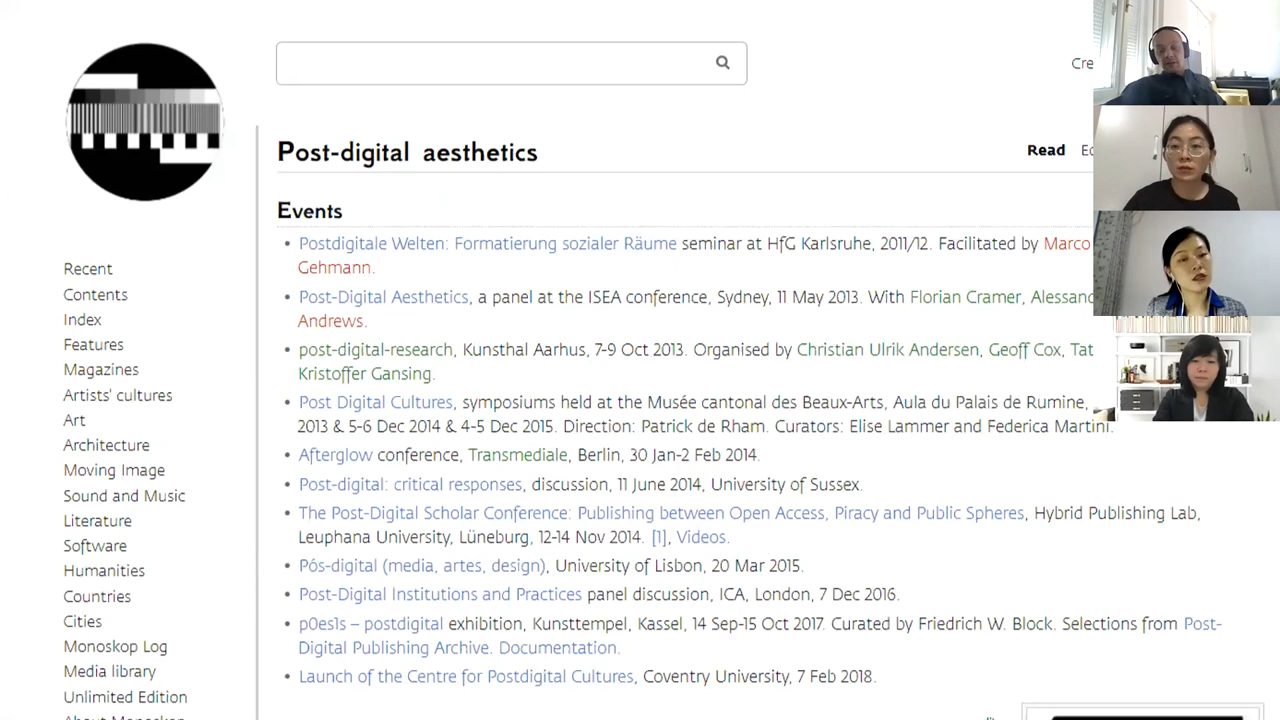 Cre
Post-digital aesthetics
Read
Ed
Events
Postdigitale Welten: Formatierung sozialer Räume seminar at HfG Karlsruhe, 2011/12. Facilitated by Marco
Gehmann.
Post-Digital Aesthetics, a panel at the ISEA conference, Sydney, 11 May 2013. With Florian Cramer, Alessand
Andrews.
post-digital-research, Kunsthal Aarhus, 7-9 Oct 2013. Organised by Christian Ulrik Andersen, Geoff Cox, Tat
Kristoffer Gansing.
Post Digital Cultures, symposiums held at the Musée cantonal des Beaux-Arts, Aula du Palais de Rumine,
2013 & 5-6 Dec 2014 & 4-5 Dec 2015. Direction: Patrick de Rham. Curators: Elise Lammer and Federica Martini.
Afterglow conference, Transmediale, Berlin, 30 Jan-2 Feb 2014.
Post-digital: critical responses, discussion, 11 June 2014, University of Sussex.
The Post-Digital Scholar Conference: Publishing between Open Access, Piracy and Public Spheres, Hybrid Publishing Lab,
Leuphana University, Lüneburg, 12-14 Nov 2014. [1], Videos.
Pós-digital (media, artes, design), University of Lisbon, 20 Mar 2015.
Post-Digital Institutions and Practices panel discussion, ICA, London, 7 Dec 2016.
p0es1s – postdigital exhibition, Kunsttempel, Kassel, 14 Sep-15 Oct 2017. Curated by Friedrich W. Block. Selections from Post-
Digital Publishing Archive. Documentation.
Launch of the Centre for Postdigital Cultures, Coventry University, 7 Feb 2018.
Recent
Contents
Index
Features
Magazines
Artists' cultures
Art
Architecture
Moving Image
Sound and Music
Literature
Software
Humanities
Countries
Cities
Monoskop Log
Media library
Unlimited Edition
About Monoskop